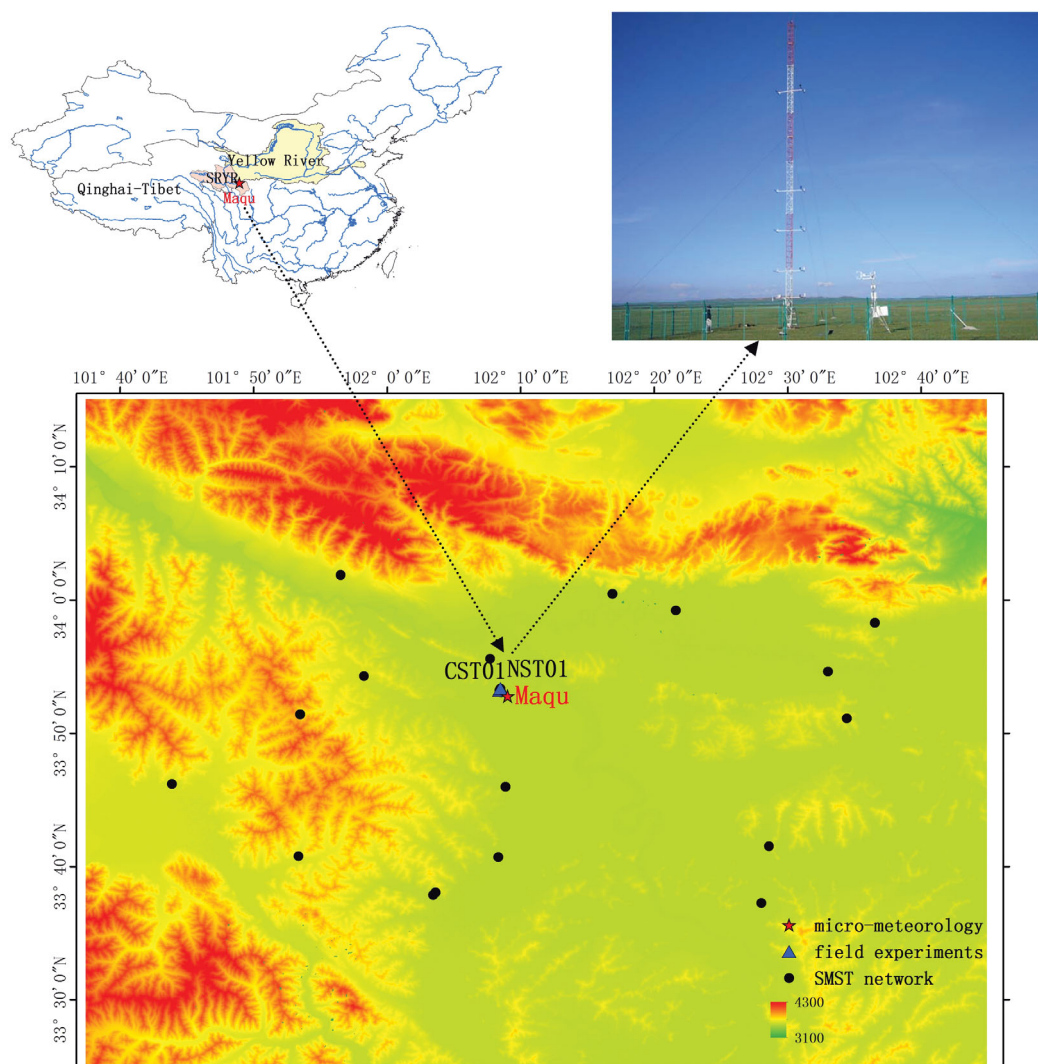 Yellow River
SRYR
Qinghai-Tibet
Maqu
101° 40′ 0″E 101° 50′ 0″E 102° 0′ 0″E 102° 10′ 0″E 102° 20′ 0″E 102° 30′ 0″E 102° 40′ 0″E
34° 10′ 0″N
34° 0′ 0″N
33° 50′ 0″N
33° 40′ 0″N
33° 30′ 0″N
CST01 NST01
Maqu
micro-meteorology
field experiments
SMST network
4300
3100